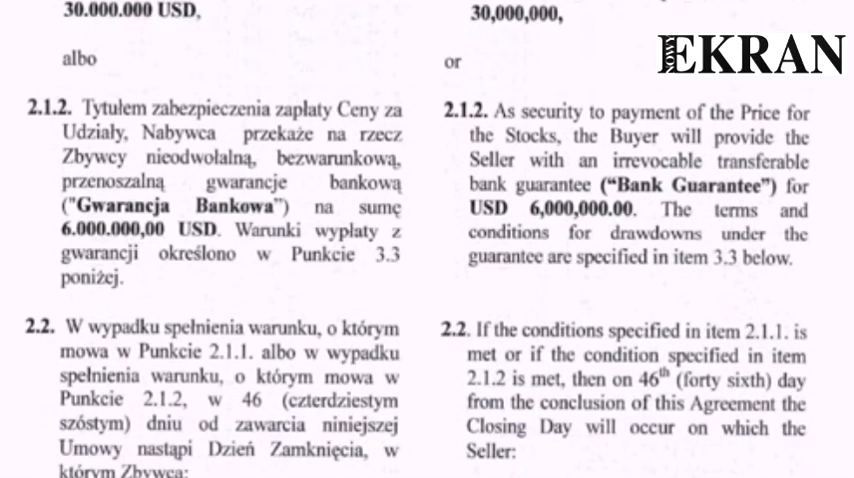 30.000.000 USD,
albo
2.1.2. Tytułem zabezpieczenia zapłaty Ceny za
Udziały, Nabywca przekaże na rzecz
Zbywcy nieodwołalną, bezwarunkową,
przenoszalną gwarancje bankową
("Gwarancja Bankowa") na sumę
6.000.000,00 USD. Warunki wypłaty z
gwarancji określono w Punkcie 3.3
poniżej.
2.2. W wypadku spełnienia warunku, o którym
mowa w Punkcie 2.1.1. albo w wypadku
spełnienia warunku, o którym mowa w
Punkcie 2.1.2, w 46 (czterdziestym
szóstym) dniu od zawarcia niniejszej
Umowy nastąpi Dzień Zamknięcia, w
którym Zbywca:
30,000,000,
or
2.1.2. As security to payment of the Price for
the Stocks, the Buyer will provide the
Seller with an irrevocable transferable
bank guarantee (“Bank Guarantee”) for
USD 6,000,000.00. The terms and
conditions for drawdowns under the
guarantee are specified in item 3.3 below.
2.2. If the conditions specified in item 2.1.1. is
met or if the condition specified in item
2.1.2 is met, then on 46th (forty sixth) day
from the conclusion of this Agreement the
Closing Day will occur on which the
Seller:
NOWY EKRAN